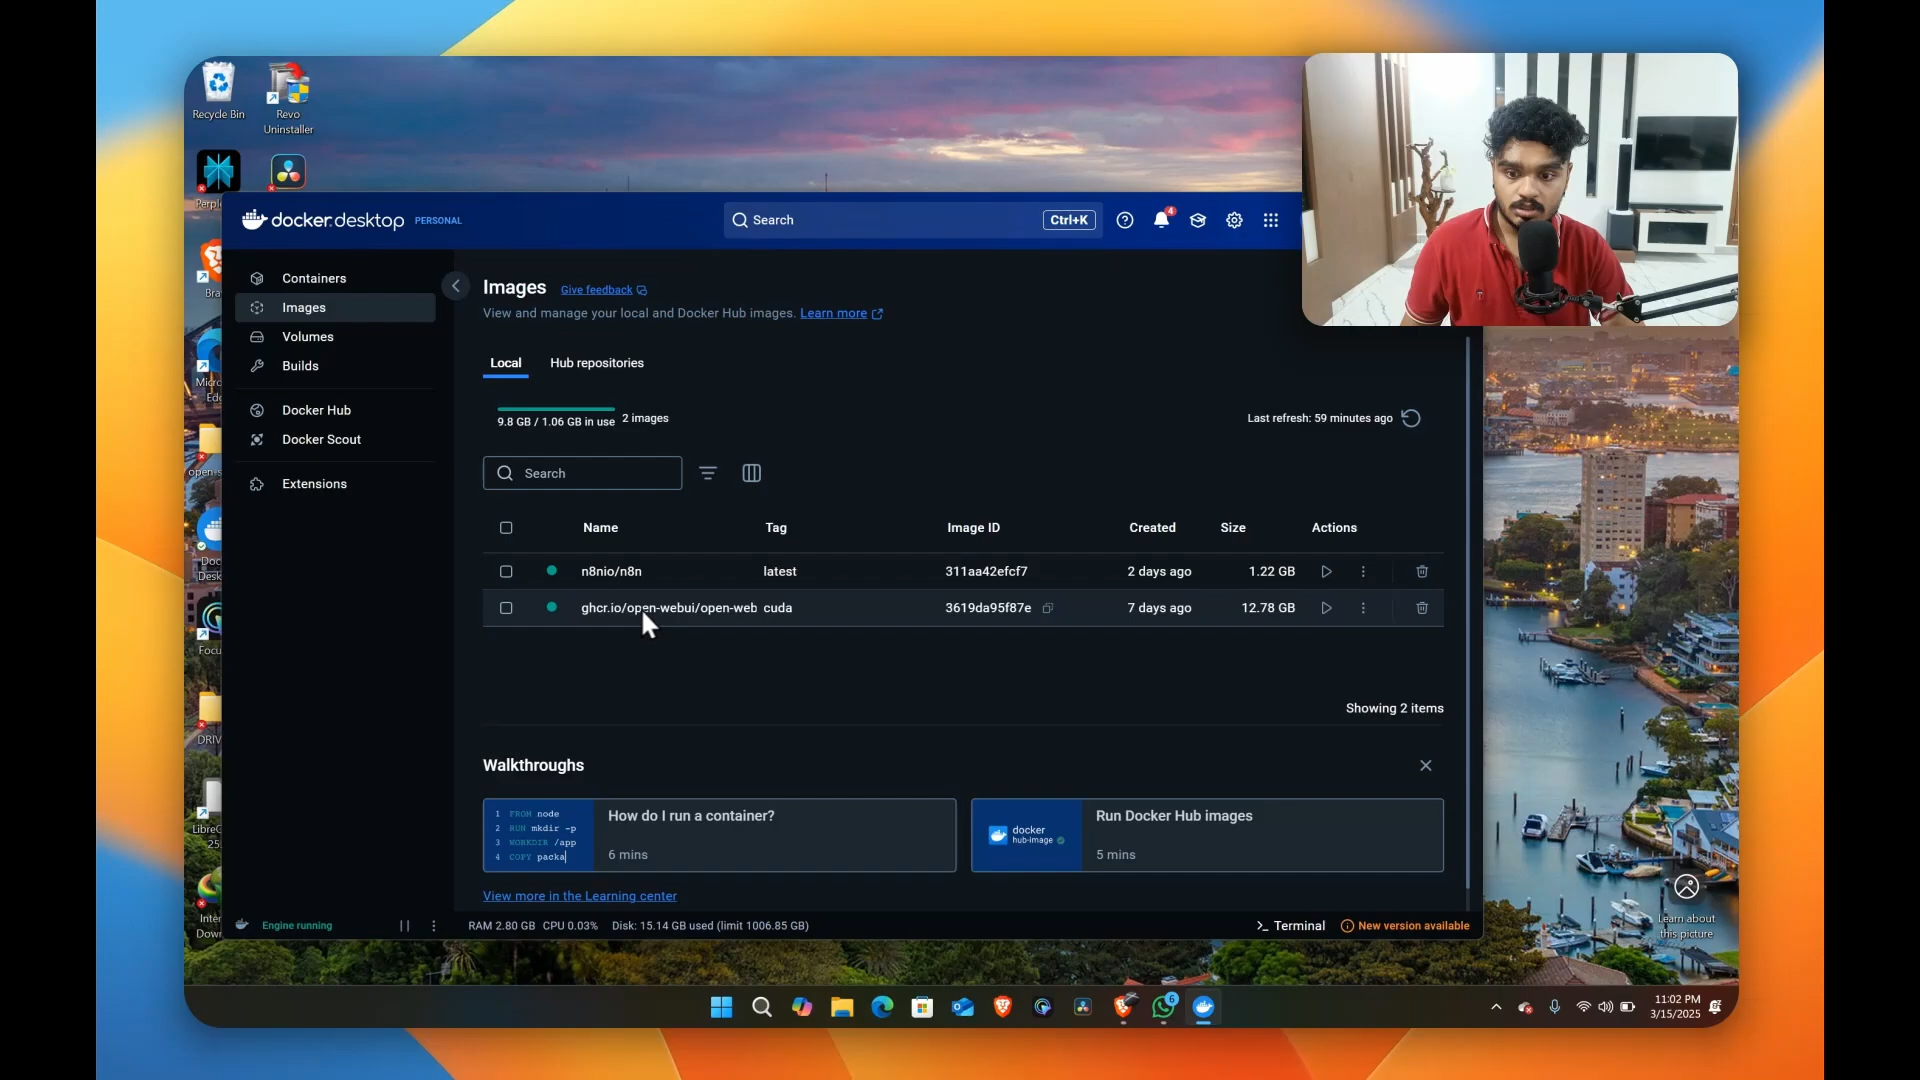 Recycle Bin
Revo
Uninstaller
docker.desktop
PERSONAL
Search
Ctrl+K
4
Containers
Images
Volumes
Builds
Docker Hub
Docker Scout
Extensions
Images
Give feedback
View and manage your local and Docker Hub images. Learn more
Local
Hub repositories
9.8 GB / 1.06 GB in use
2 images
Last refresh: 59 minutes ago
Search
Name Tag Image ID Created Size Actions
n8nio/n8n latest 311aa42efcf7 2 days ago 1.22 GB
ghcr.io/open-webui/open-web cuda 3619da95f87e 7 days ago 12.78 GB
Showing 2 items
Walkthroughs
1 FROM node
2 RUN mkdir -p
3 WORKDIR /app
4 COPY packa
How do I run a container?
6 mins
docker
hub-image
Run Docker Hub images
5 mins
View more in the Learning center
Engine running
RAM 2.80 GB CPU 0.03% Disk: 15.14 GB used (limit 1006.85 GB)
Terminal
New version available
Learn about
this picture
6
11:02 PM
3/15/2025